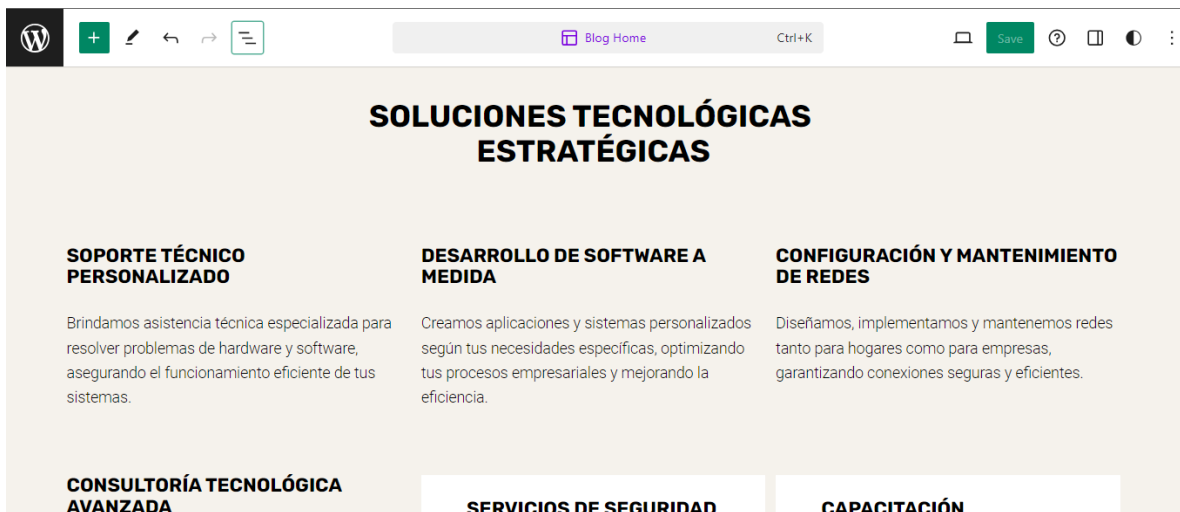 Blog Home
Ctrl+K
Save
SOLUCIONES TECNOLÓGICAS
ESTRATÉGICAS
SOPORTE TÉCNICO
PERSONALIZADO
Brindamos asistencia técnica especializada para
resolver problemas de hardware y software,
asegurando el funcionamiento eficiente de tus
sistemas.
DESARROLLO DE SOFTWARE A
MEDIDA
Creamos aplicaciones y sistemas personalizados
según tus necesidades específicas, optimizando
tus procesos empresariales y mejorando la
eficiencia.
CONFIGURACIÓN Y MANTENIMIENTO
DE REDES
Diseñamos, implementamos y mantenemos redes
tanto para hogares como para empresas,
garantizando conexiones seguras y eficientes.
CONSULTORÍA TECNOLÓGICA
AVANZADA
SERVICIOS DE SEGURIDAD
CAPACITACIÓN